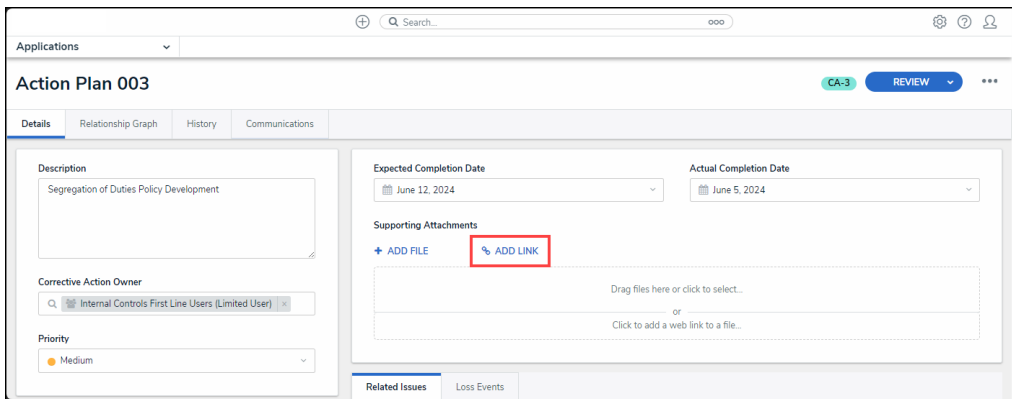 Search...
Applications
Action Plan 003
CA-3
REVIEW
Details
Relationship Graph
History
Communications
Description
Segregation of Duties Policy Development
Corrective Action Owner
Internal Controls First Line Users (Limited User) ×
Priority
Medium
Expected Completion Date
June 12, 2024
Actual Completion Date
June 5, 2024
Supporting Attachments
+ ADD FILE
ADD LINK
Drag files here or click to select...
or
Click to add a web link to a file...
Related Issues
Loss Events